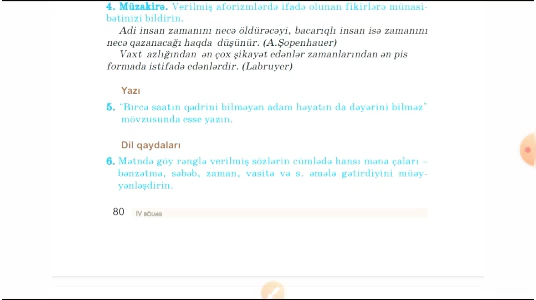 4. Müzakirə. Verilmiş aforizmlərdə ifadə olunan fikirlərə münasi-
bətinizi bildirin.
Adi insan zamanını necə öldürəcəyi, bacarıqlı insan isə zamanını
necə qazanacağı haqda düşünür. (A.Şopenhauer)
Vaxt azlığından ən çox şikayət edənlər zamanlarından ən pis
formada istifadə edənlərdir. (Labruyer)
Yazı
5. “Bircə saatın qədrini bilməyən adam həyatın da dəyərini bilməz”
mövzusunda esse yazın.
Dil qaydaları
6. Mətndə göy rənglə verilmiş sözlərin cümlədə hansı məna çaları –
bənzətmə, səbəb, zaman, vasitə və s. əmələ gətirdiyini müəy-
yənləşdirin.
80 IV BÖLMƏ